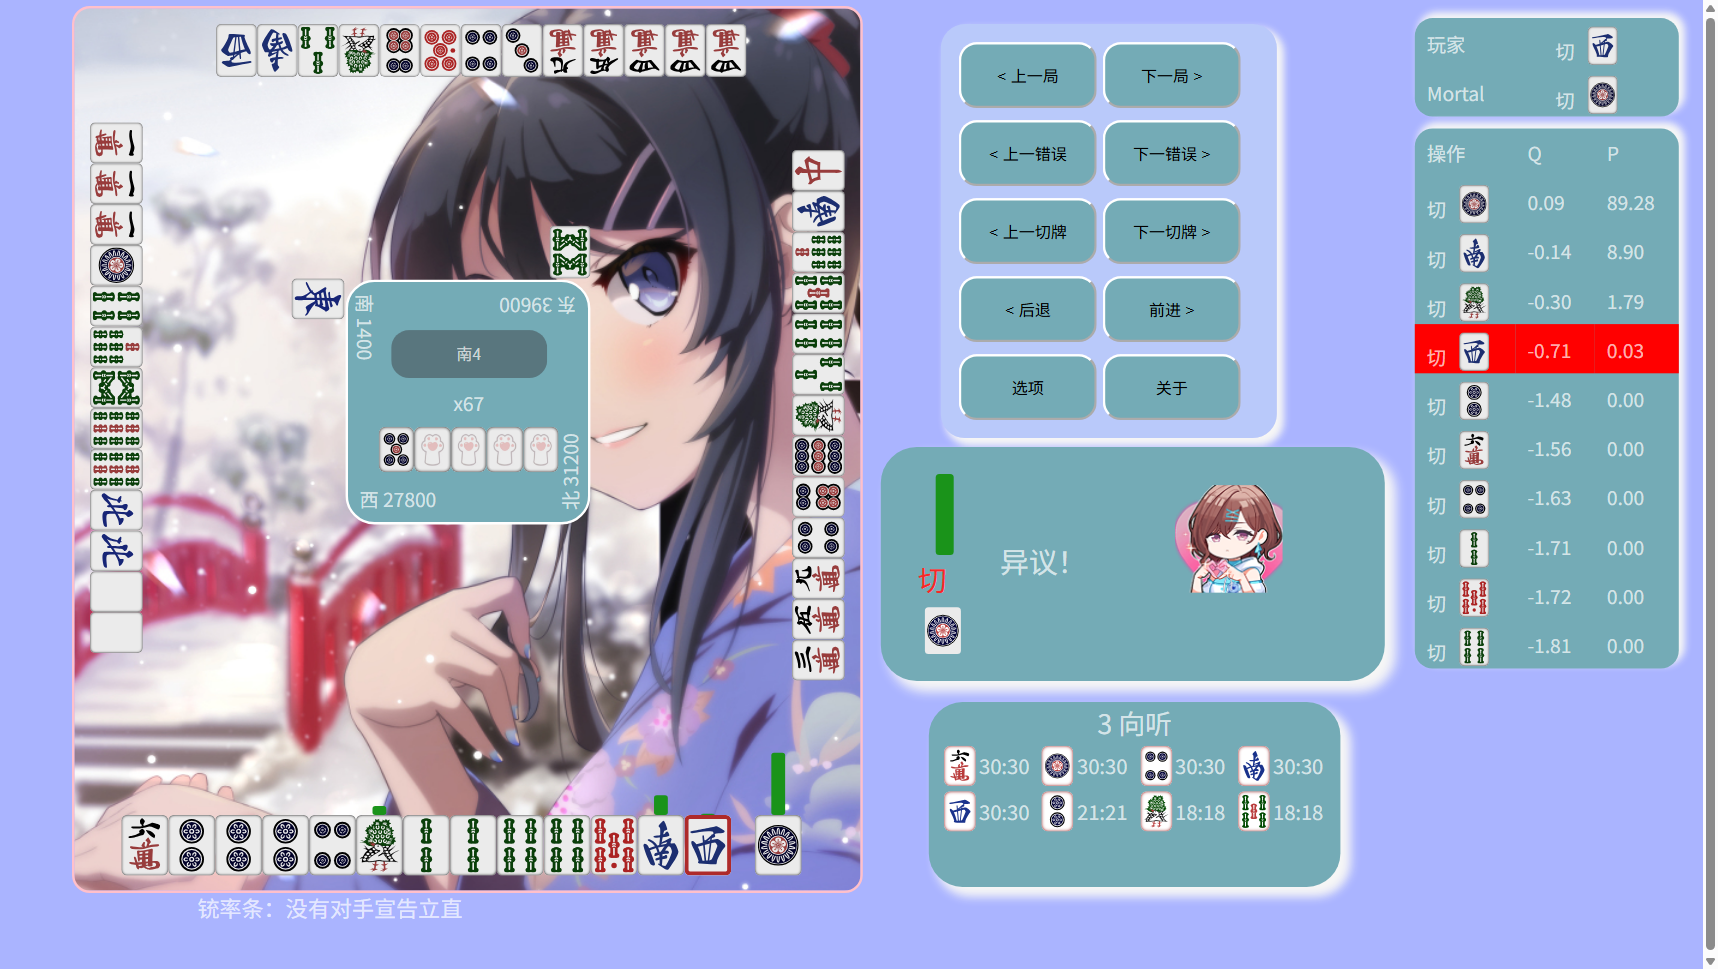 南 1400
东 39600
南4
x67
西 27800
北 31200
铳率条：没有对手宣告立直
< 上一局
下一局 >
< 上一错误
下一错误 >
< 上一切牌
下一切牌 >
< 后退
前进 >
选项
关于
切
异议!
3 向听
30:30 30:30 30:30 30:30
30:30 21:21 18:18 18:18
玩家 切
Mortal 切
操作 Q P
切 0.09 89.28
切 -0.14 8.90
切 -0.30 1.79
切 -0.71 0.03
切 -1.48 0.00
切 -1.56 0.00
切 -1.63 0.00
切 -1.71 0.00
切 -1.72 0.00
切 -1.81 0.00